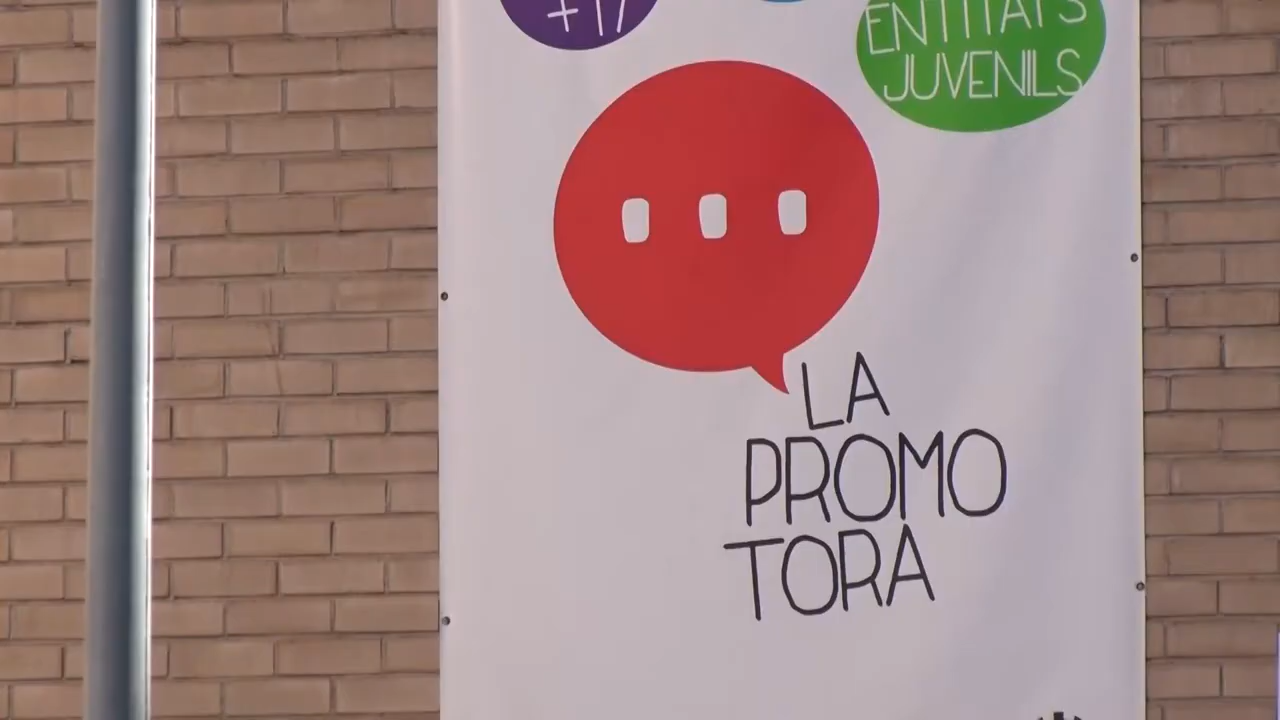 +17
ENTITATS
JUVENILS
LA
PROMO
TORA